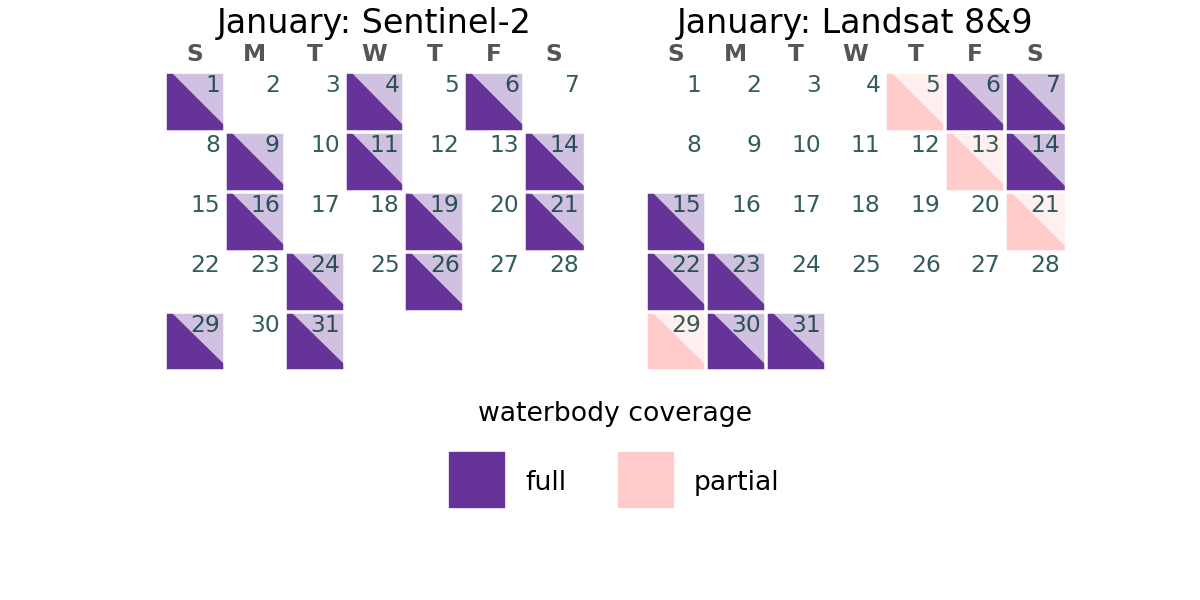 January: Sentinel-2
S M T W T F S
1 2 3 4 5 6 7
8 9 10 11 12 13 14
15 16 17 18 19 20 21
22 23 24 25 26 27 28
29 30 31
January: Landsat 8&9
S M T W T F S
1 2 3 4 5 6 7
8 9 10 11 12 13 14
15 16 17 18 19 20 21
22 23 24 25 26 27 28
29 30 31
waterbody coverage
full partial